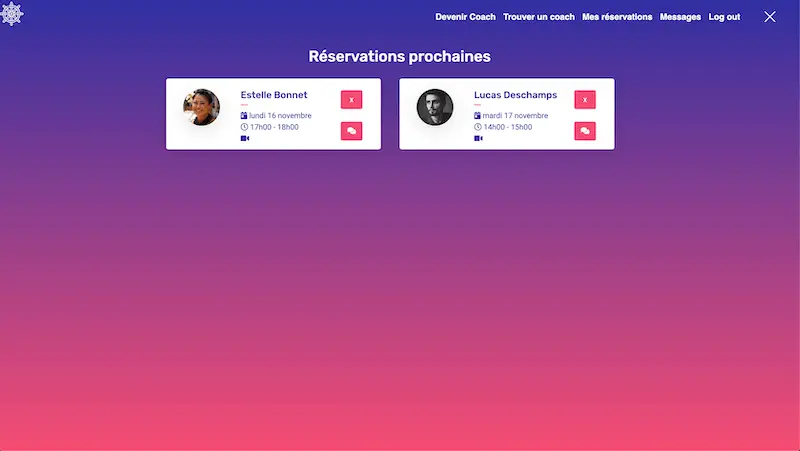 Devenir Coach Trouver un coach Mes réservations Messages Log out
Réservations prochaines
Estelle Bonnet
x
lundi 16 novembre
17h00 - 18h00
Lucas Deschamps
x
mardi 17 novembre
14h00 - 15h00